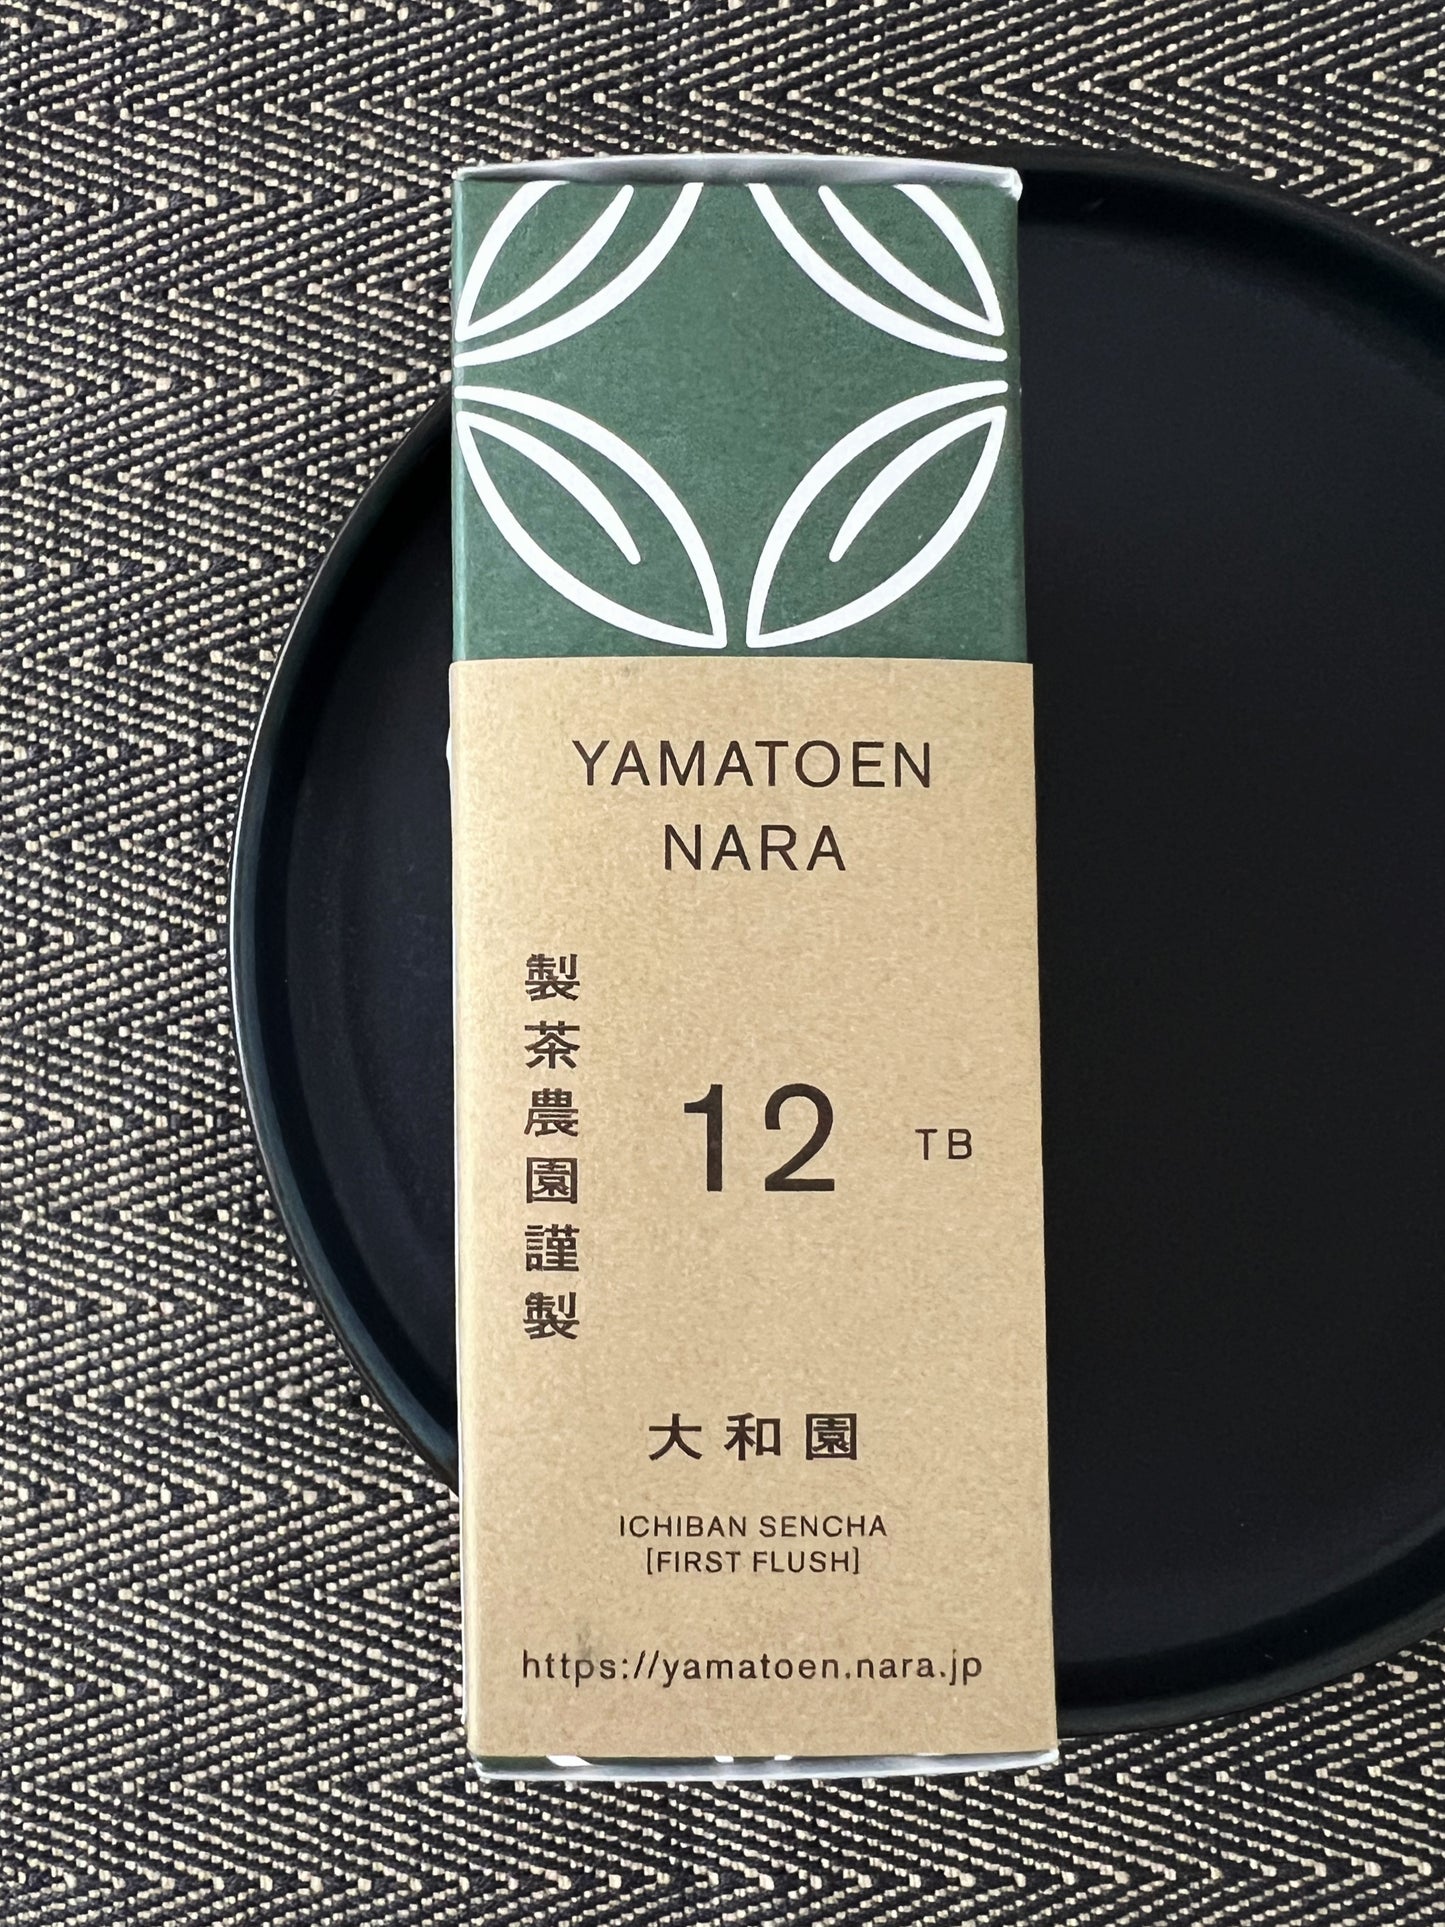 YAMATOEN
NARA
製茶農園謹製
12 TB
大和園
ICHIBAN SENCHA
[FIRST FLUSH]
https://yamatoen.nara.jp